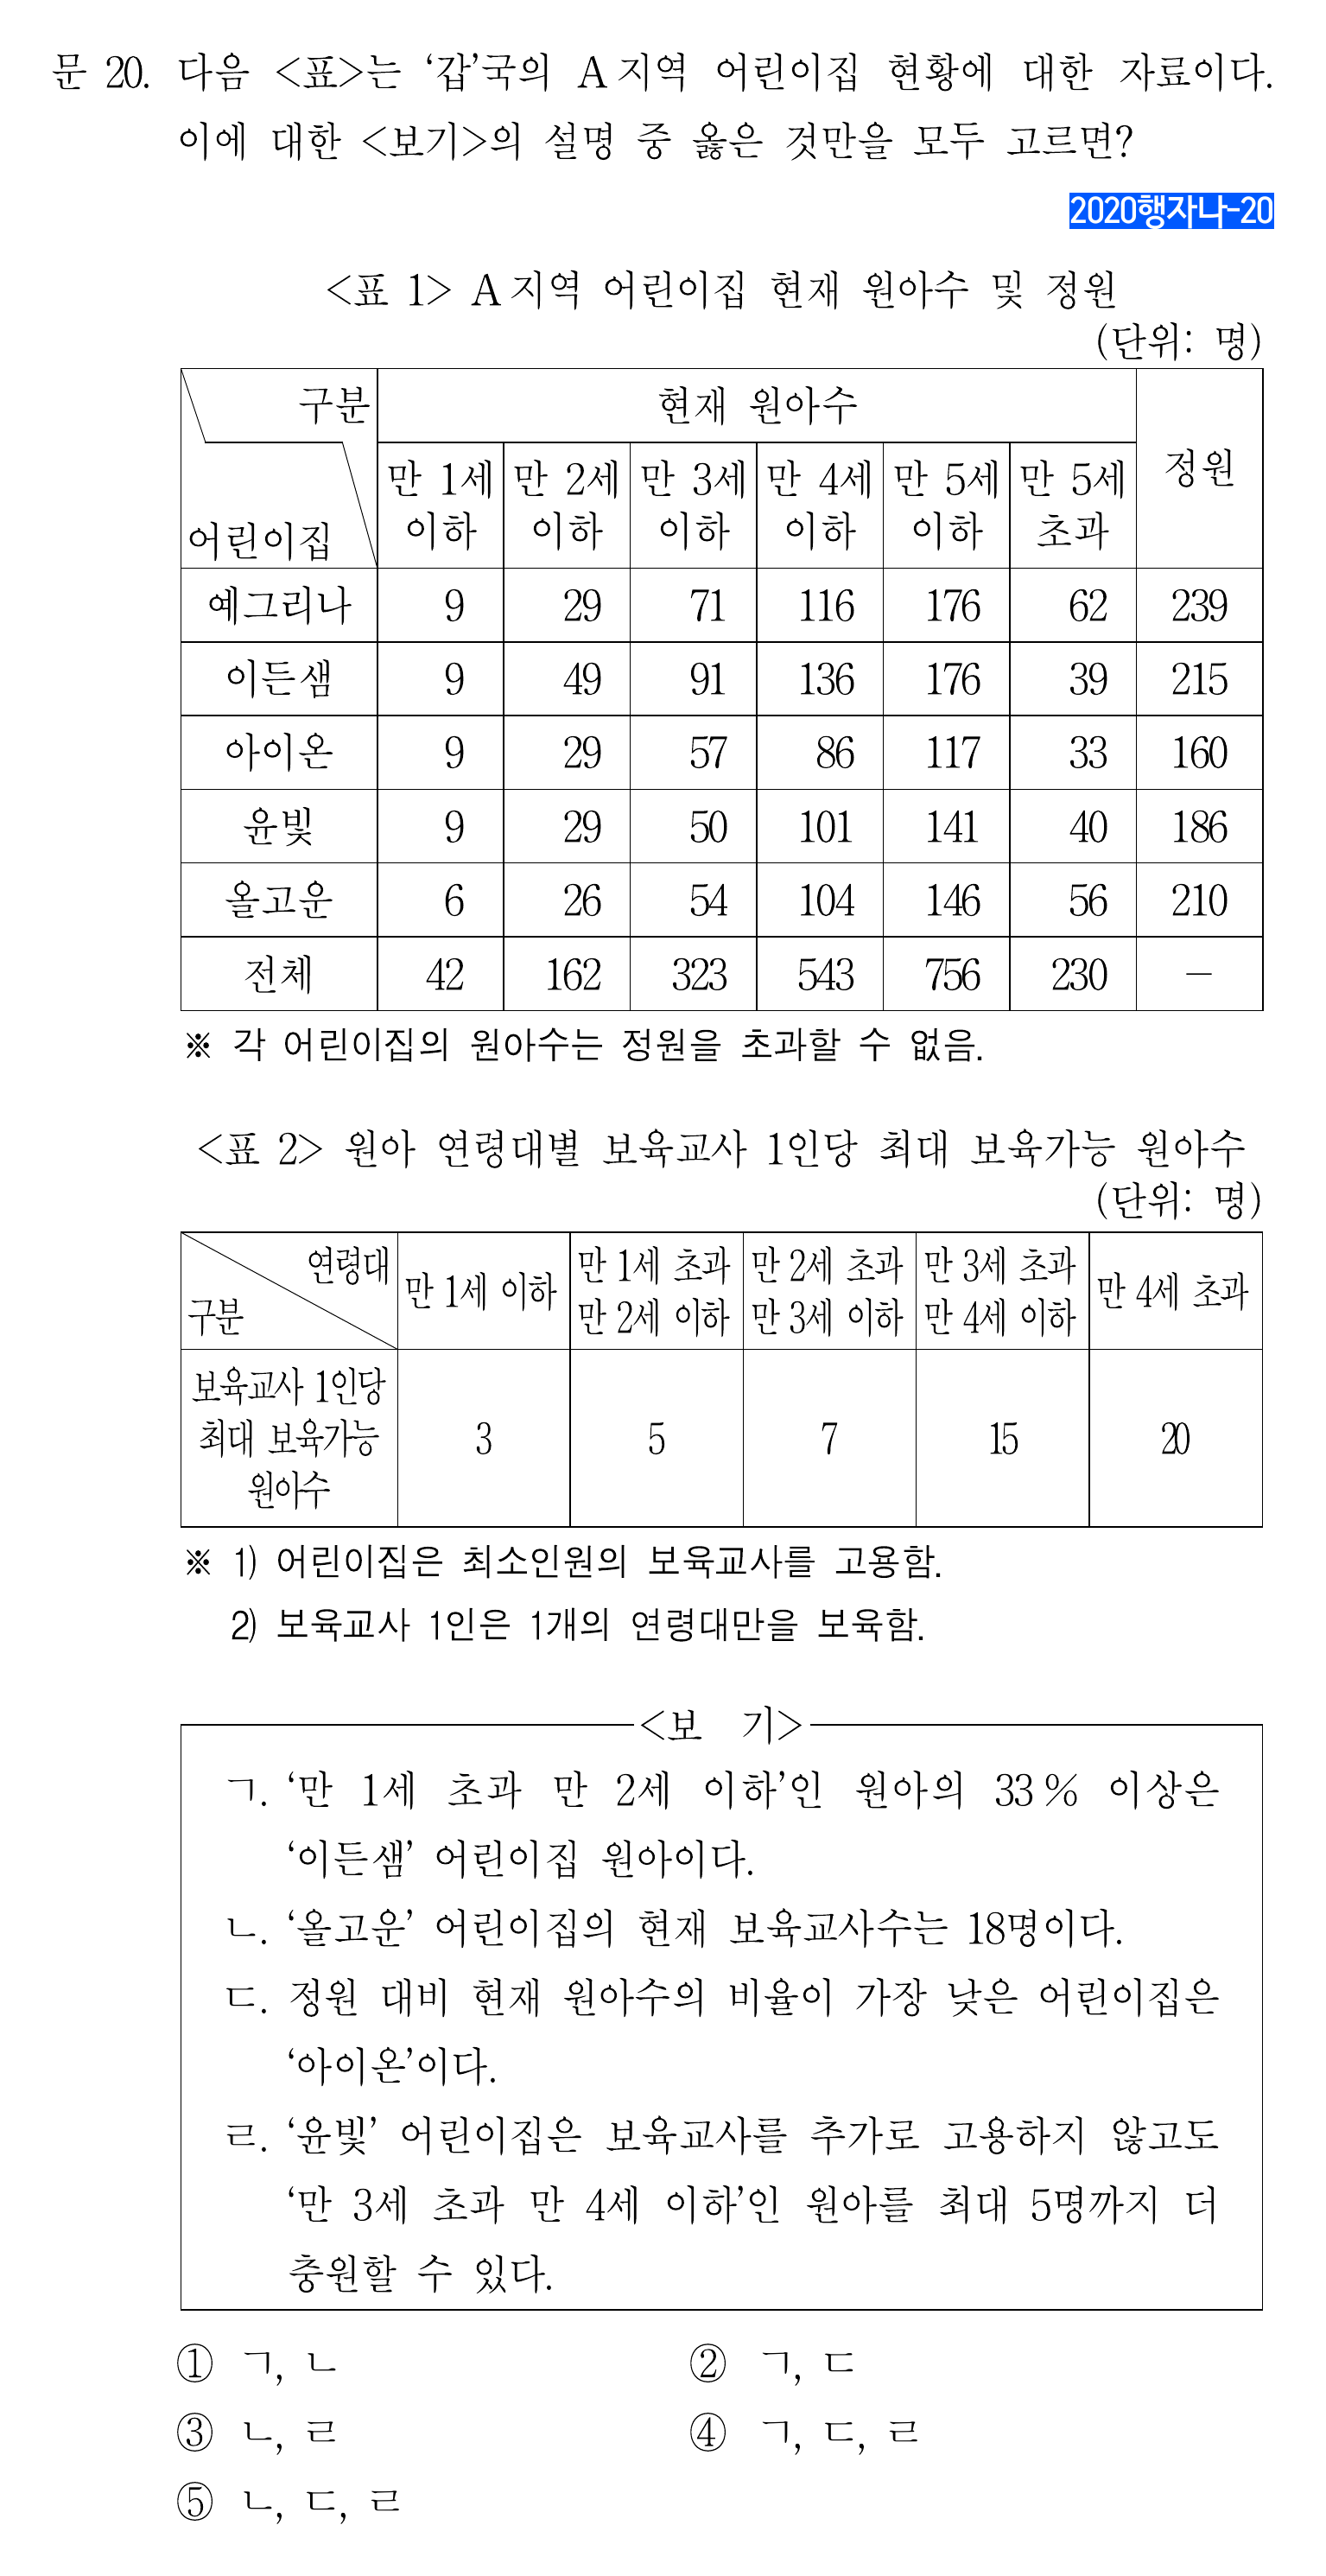 문 20. 다음 <표>는 ‘갑’국의 A지역 어린이집 현황에 대한 자료이다.
이에 대한 <보기>의 설명 중 옳은 것만을 모두 고르면?
2020행자나-20
<표 1> A지역 어린이집 현재 원아수 및 정원
(단위: 명)
구분 현재 원아수 정원
어린이집 만 1세 이하 만 2세 이하 만 3세 이하 만 4세 이하 만 5세 이하 만 5세 초과
예그리나 9 29 71 116 176 62 239
이든샘 9 49 91 136 176 39 215
아이온 9 29 57 86 117 33 160
윤빛 9 29 50 101 141 40 186
올고운 6 26 54 104 146 56 210
전체 42 162 323 543 756 230 －
※ 각 어린이집의 원아수는 정원을 초과할 수 없음.
<표 2> 원아 연령대별 보육교사 1인당 최대 보육가능 원아수
(단위: 명)
연령대 구분 만 1세 이하 만 1세 초과 만 2세 이하 만 2세 초과 만 3세 이하 만 3세 초과 만 4세 이하 만 4세 초과
보육교사 1인당 최대 보육가능 원아수 3 5 7 15 20
※ 1) 어린이집은 최소인원의 보육교사를 고용함.
2) 보육교사 1인은 1개의 연령대만을 보육함.
<보 기>
ㄱ. ‘만 1세 초과 만 2세 이하’인 원아의 33 % 이상은
‘이든샘’ 어린이집 원아이다.
ㄴ. ‘올고운’ 어린이집의 현재 보육교사수는 18명이다.
ㄷ. 정원 대비 현재 원아수의 비율이 가장 낮은 어린이집은
‘아이온’이다.
ㄹ. ‘윤빛’ 어린이집은 보육교사를 추가로 고용하지 않고도
‘만 3세 초과 만 4세 이하’인 원아를 최대 5명까지 더
충원할 수 있다.
① ㄱ, ㄴ ② ㄱ, ㄷ
③ ㄴ, ㄹ ④ ㄱ, ㄷ, ㄹ
⑤ ㄴ, ㄷ, ㄹ